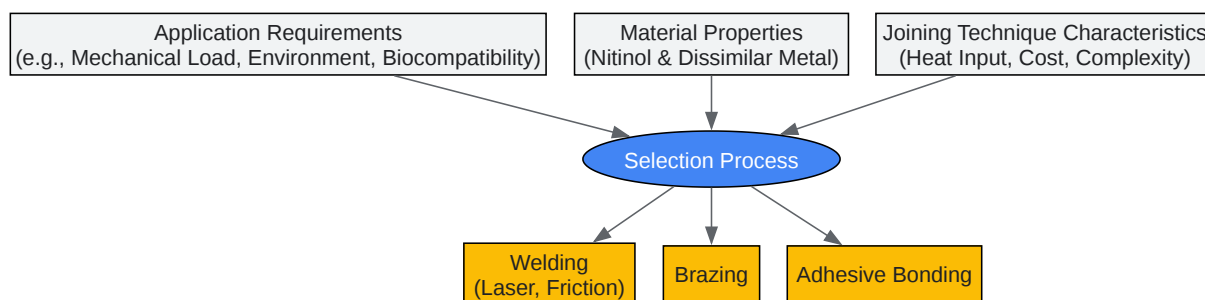 Application Requirements
(e.g., Mechanical Load, Environment, Biocompatibility)
Material Properties
(Nitinol & Dissimilar Metal)
Joining Technique Characteristics
(Heat Input, Cost, Complexity)
Selection Process
Welding
(Laser, Friction)
Brazing
Adhesive Bonding